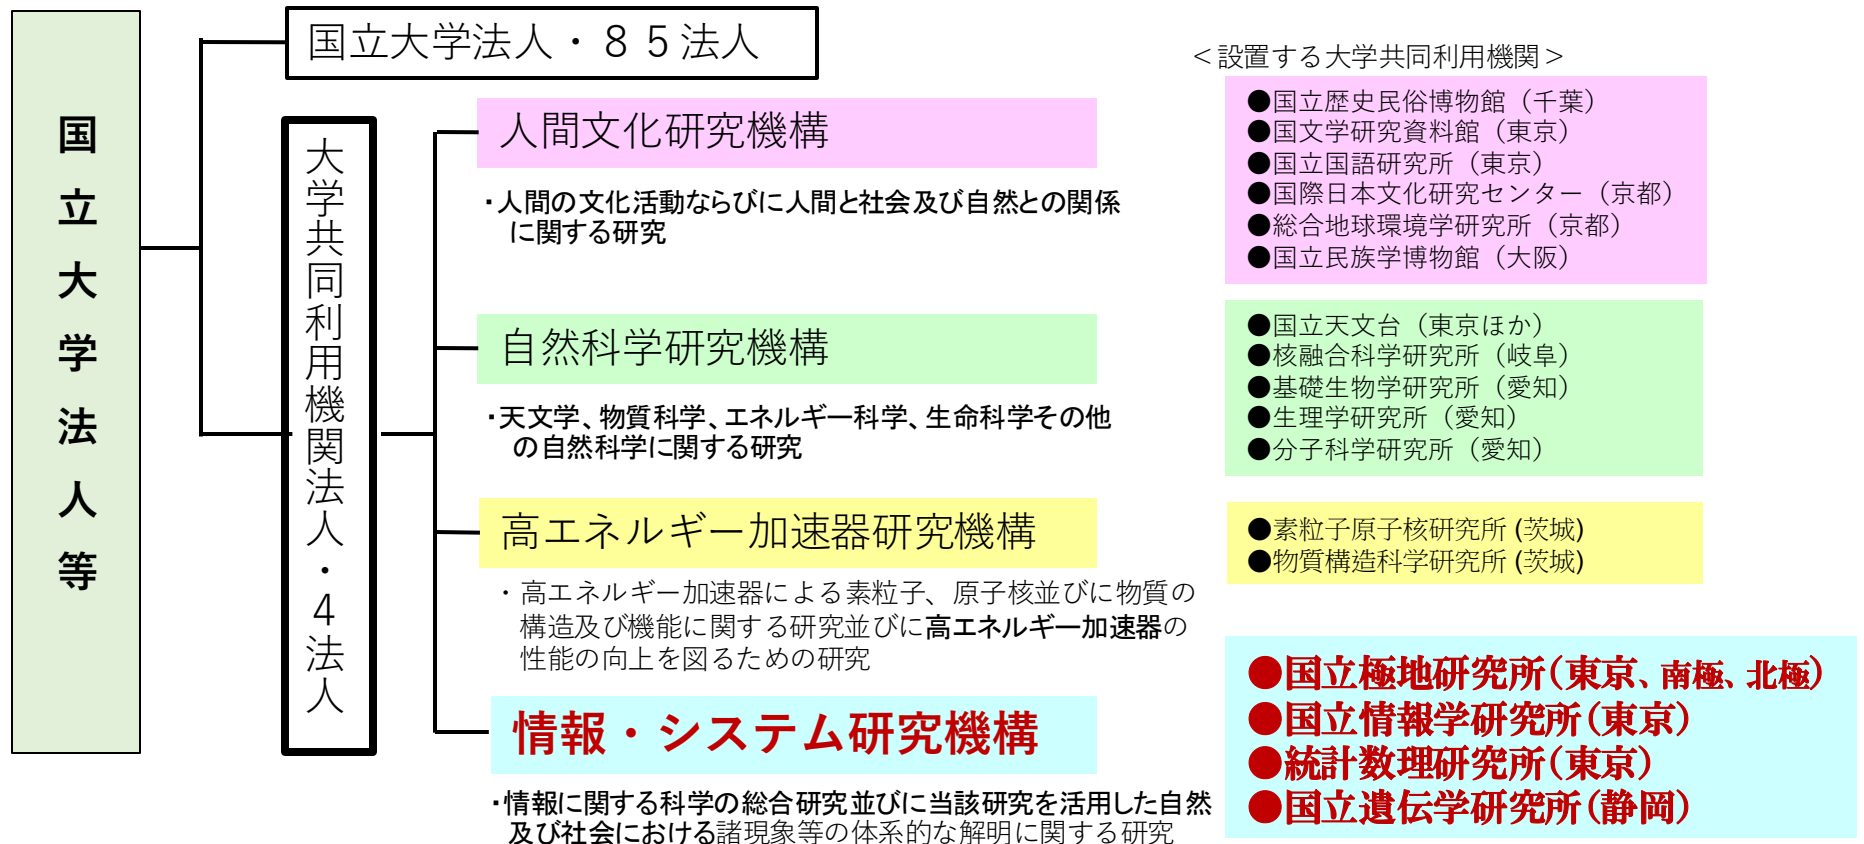 国立大学法人等
国立大学法人・８５法人
大学共同利用機関法人・４法人
人間文化研究機構
・人間の文化活動ならびに人間と社会及び自然との関係
に関する研究
自然科学研究機構
・天文学、物質科学、エネルギー科学、生命科学その他
の自然科学に関する研究
高エネルギー加速器研究機構
・高エネルギー加速器による素粒子、原子核並びに物質の
構造及び機能に関する研究並びに高エネルギー加速器の
性能の向上を図るための研究
情報・システム研究機構
・情報に関する科学の総合研究並びに当該研究を活用した自然
及び社会における諸現象等の体系的な解明に関する研究
＜設置する大学共同利用機関＞
●国立歴史民俗博物館（千葉）
●国文学研究資料館（東京）
●国立国語研究所（東京）
●国際日本文化研究センター（京都）
●総合地球環境学研究所（京都）
●国立民族学博物館（大阪）
●国立天文台（東京ほか）
●核融合科学研究所（岐阜）
●基礎生物学研究所（愛知）
●生理学研究所（愛知）
●分子科学研究所（愛知）
●素粒子原子核研究所 (茨城)
●物質構造科学研究所 (茨城)
●国立極地研究所（東京、南極、北極）
●国立情報学研究所（東京）
●統計数理研究所（東京）
●国立遺伝学研究所（静岡）